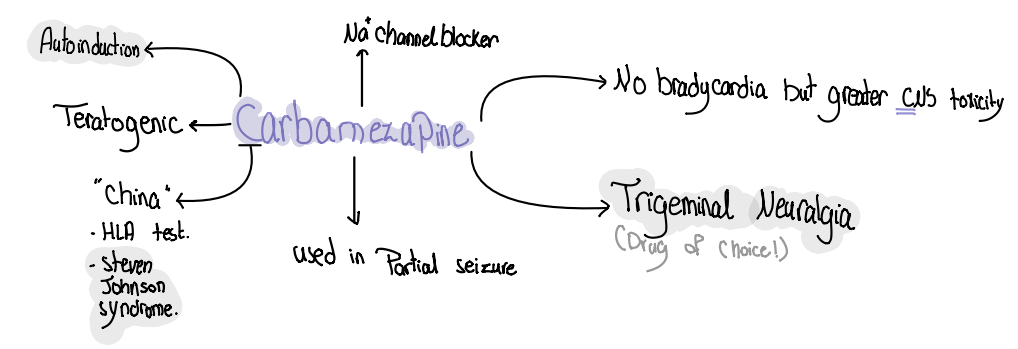 Autoinduction
Na+ channel blocker
No bradycardia but greater CNS toxicity
Teratogenic
Carbamezapine
"China"
- HLA test.
- Steven
Johnson
syndrome.
Trigeminal Neuralgia
(Drug of Choice!)
used in Partial seizure